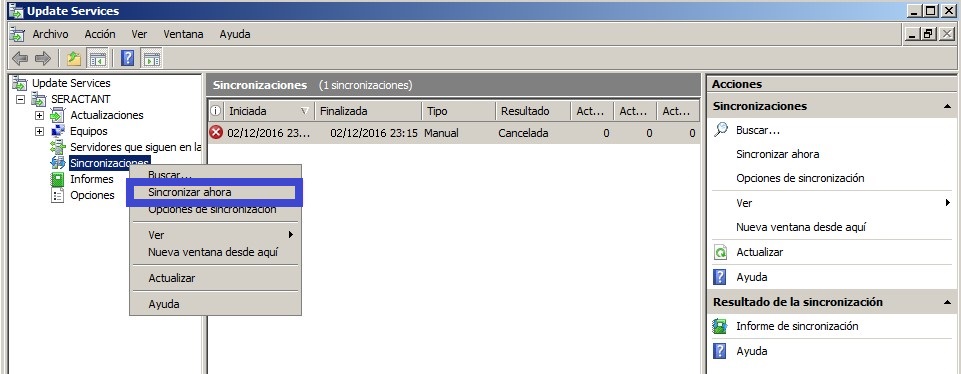 Update Services
Archivo Acción Ver Ventana Ayuda
Update Services
SERACTANT
Actualizaciones
Equipos
Servidores que siguen en la
Sincronizaciones
Informes
Opciones
Buscar...
Sincronizar ahora
Opciones de sincronización
Ver
Nueva ventana desde aquí
Actualizar
Ayuda
Sincronizaciones (1 sincronizaciones)
Iniciada Finalizada Tipo Resultado Act... Act... Act...
02/12/2016 23... 02/12/2016 23:15 Manual Cancelada 0 0 0
Acciones
Sincronizaciones
Buscar...
Sincronizar ahora
Opciones de sincronización
Ver
Nueva ventana desde aquí
Actualizar
Ayuda
Resultado de la sincronización
Informe de sincronización
Ayuda